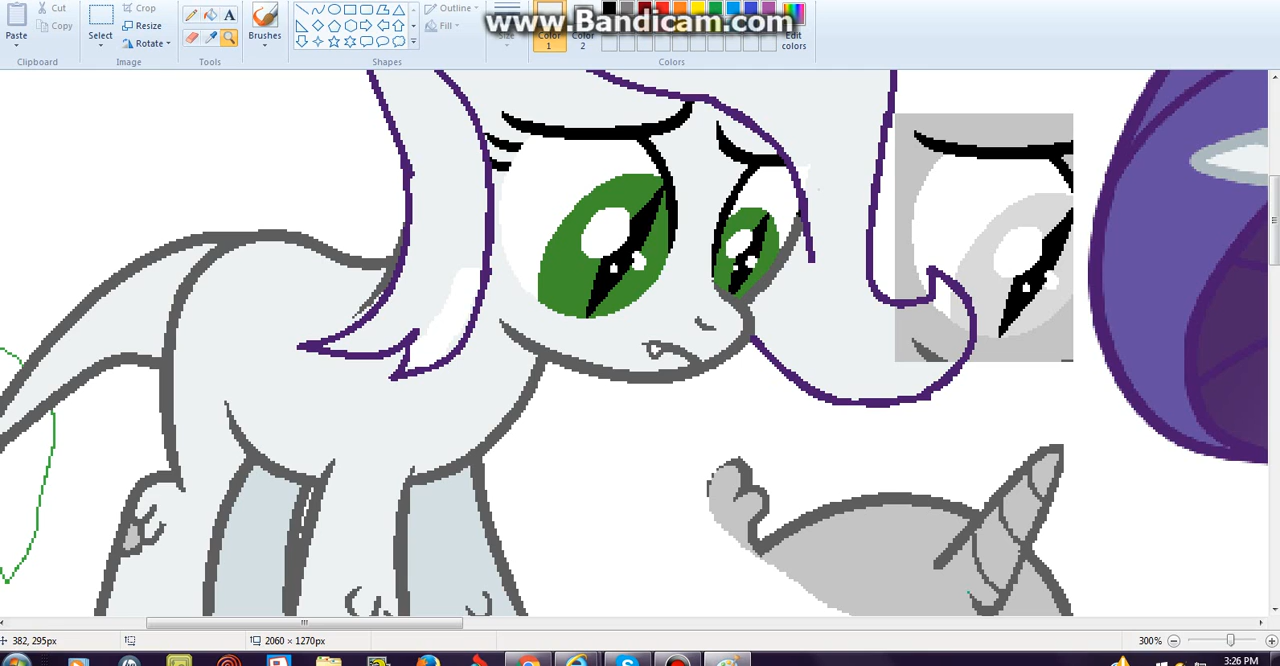 www.Bandicam.com
Cut
Copy
Paste
Clipboard
Crop
Resize
Rotate
Select
Image
A
Tools
Brushes
Outline
Fill
Shapes
Size
Color 1
Color 2
Edit colors
Colors
382, 295px
2060 × 1270px
300%
3:26 PM